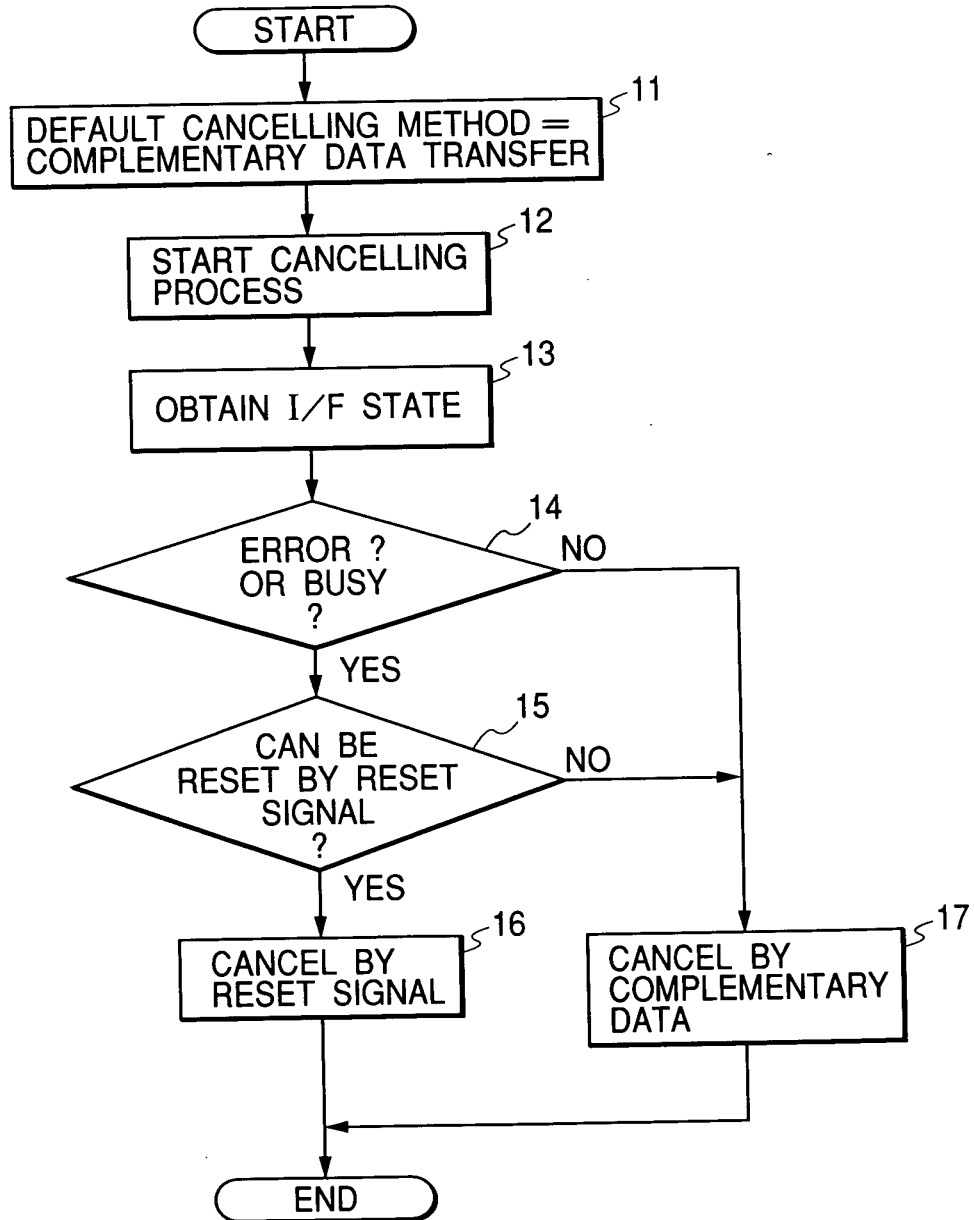 START
11
DEFAULT CANCELLING METHOD =
COMPLEMENTARY DATA TRANSFER
12
START CANCELLING
PROCESS
13
OBTAIN I/F STATE
14
ERROR ?
OR BUSY
?
NO
YES
15
CAN BE
RESET BY RESET
SIGNAL
?
NO
YES
16
CANCEL BY
RESET SIGNAL
17
CANCEL BY
COMPLEMENTARY
DATA
END